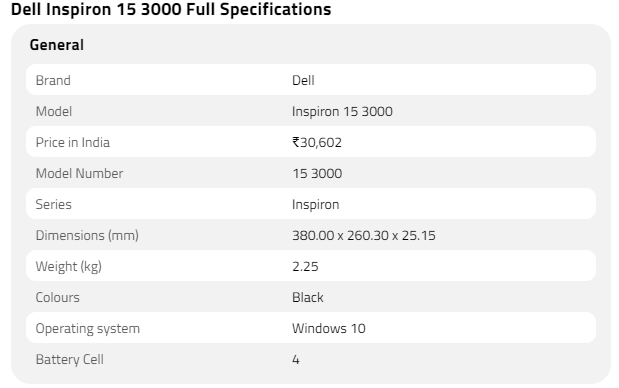 Dell Inspiron 15 3000 Full Specifications
General
Brand Dell
Model Inspiron 15 3000
Price in India ₹30,602
Model Number 15 3000
Series Inspiron
Dimensions (mm) 380.00 x 260.30 x 25.15
Weight (kg) 2.25
Colours Black
Operating system Windows 10
Battery Cell 4